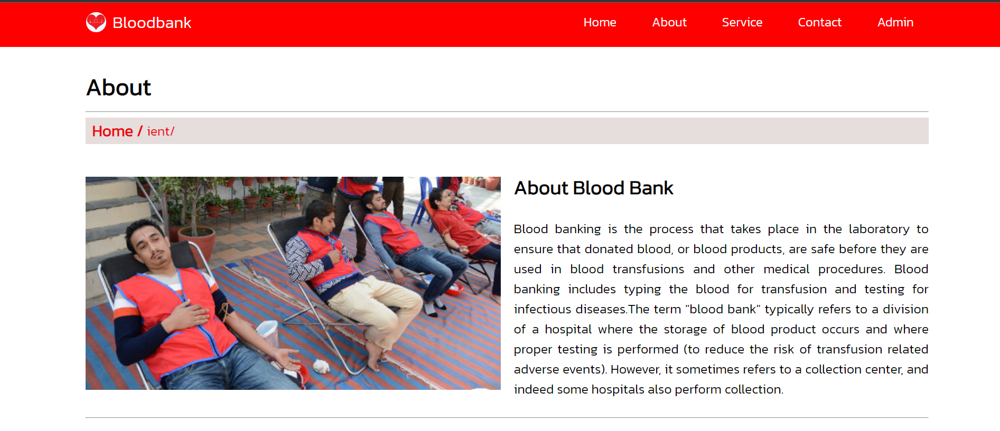 Bloodbank
Home About Service Contact Admin
About
Home / ient/
About Blood Bank
Blood banking is the process that takes place in the laboratory to
ensure that donated blood, or blood products, are safe before they are
used in blood transfusions and other medical procedures. Blood
banking includes typing the blood for transfusion and testing for
infectious diseases.The term "blood bank" typically refers to a division
of a hospital where the storage of blood product occurs and where
proper testing is performed (to reduce the risk of transfusion related
adverse events). However, it sometimes refers to a collection center, and
indeed some hospitals also perform collection.